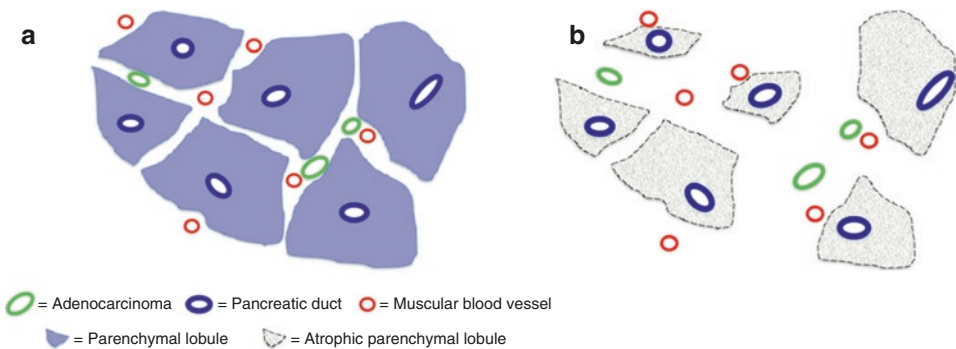 a
b
= Adenocarcinoma = Pancreatic duct = Muscular blood vessel
= Parenchymal lobule = Atrophic parenchymal lobule